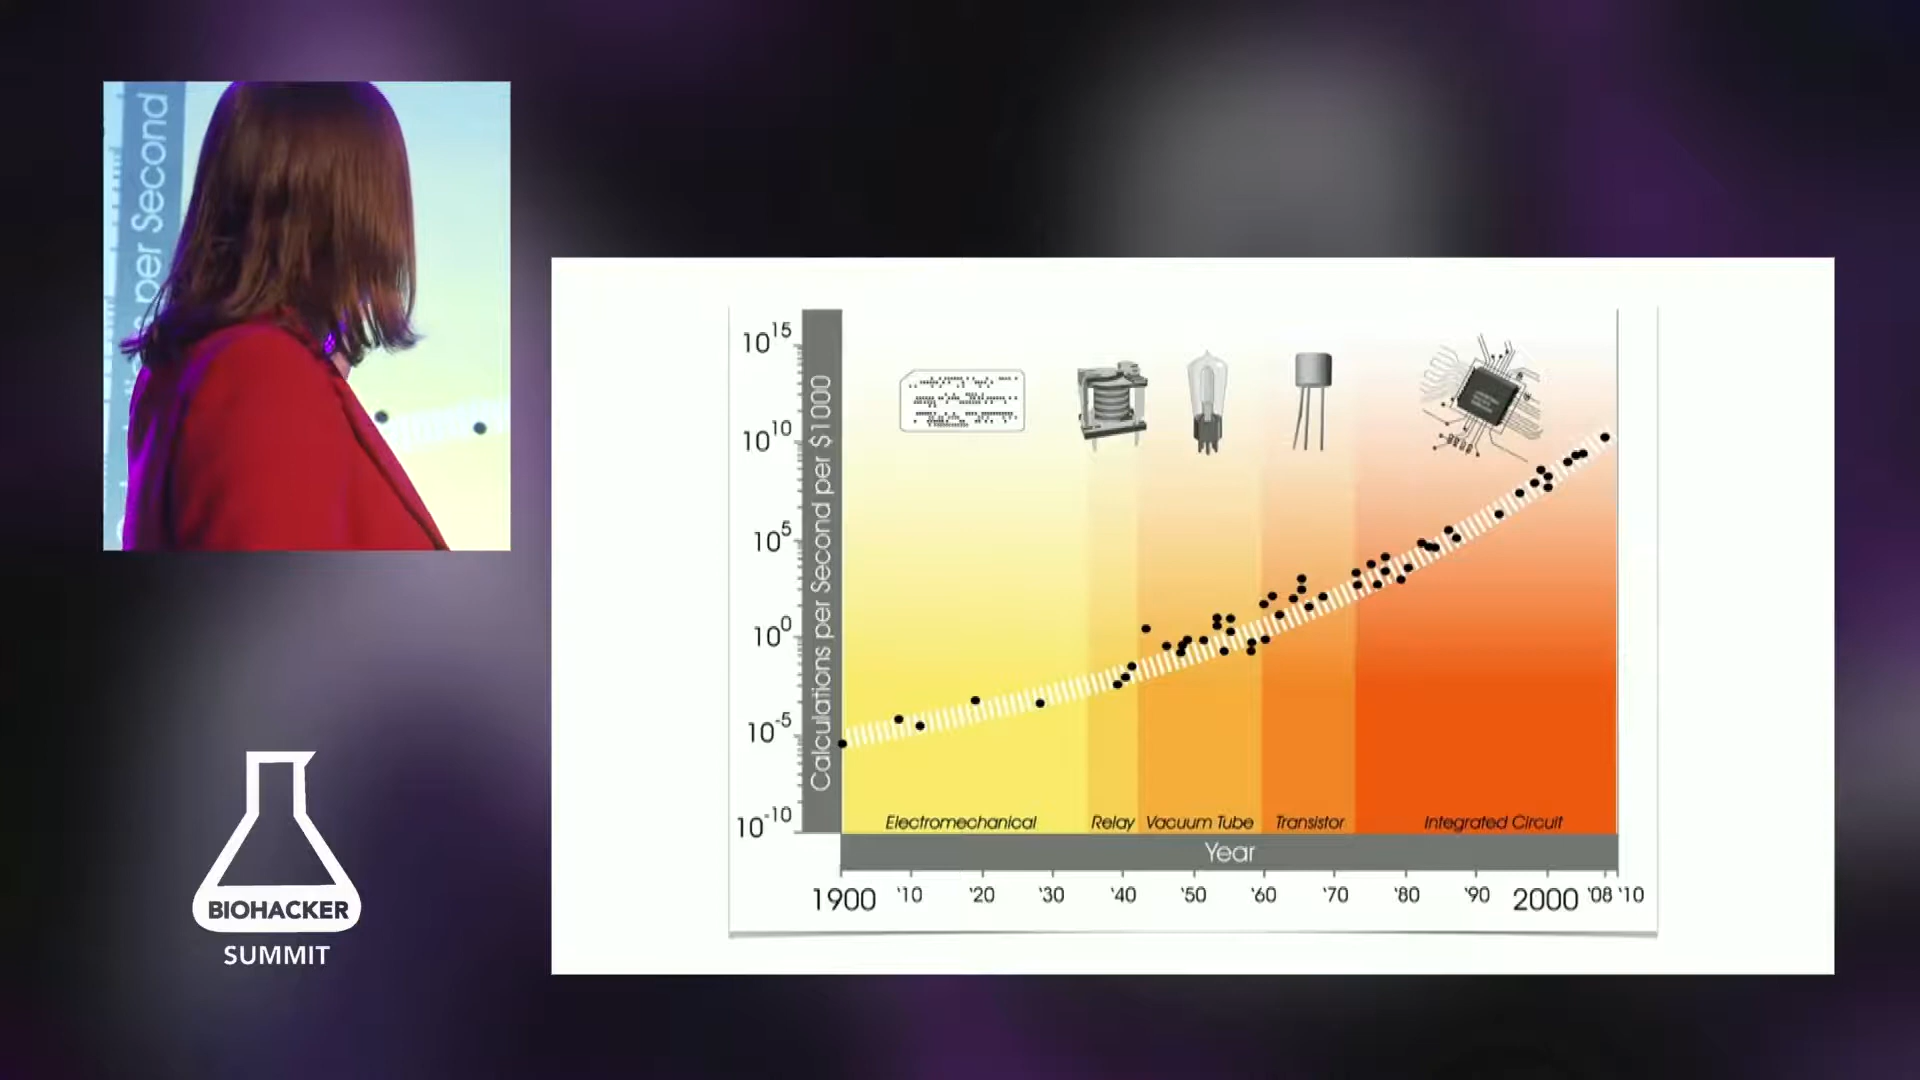 per Second
BIOHACKER
SUMMIT
Calculations per Second per $1000
10^15
10^10
10^5
10^0
10^-5
10^-10
Electromechanical Relay Vacuum Tube Transistor Integrated Circuit
Year
1900 '10 '20 '30 '40 '50 '60 '70 '80 '90 2000 '08 '10